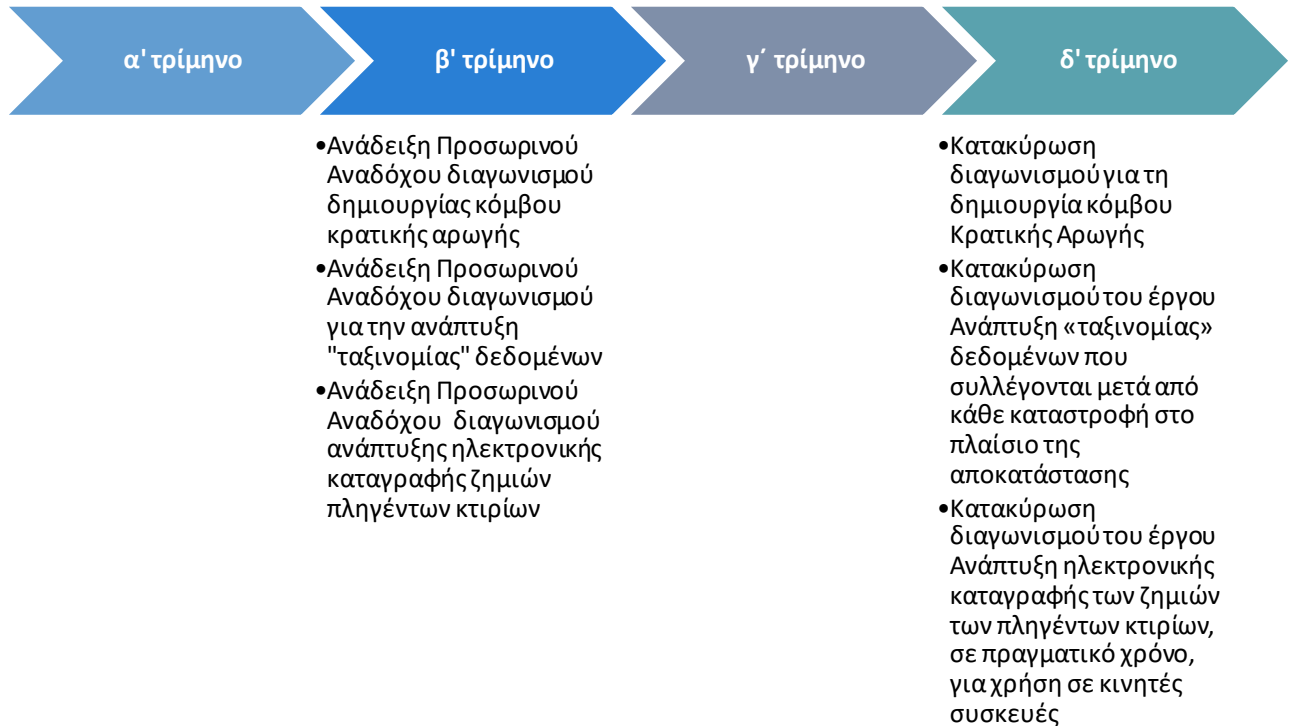 α' τρίμηνο
β' τρίμηνο
γ΄ τρίμηνο
δ' τρίμηνο
•Ανάδειξη Προσωρινού
Αναδόχου διαγωνισμού
δημιουργίας κόμβου
κρατικής αρωγής
•Ανάδειξη Προσωρινού
Αναδόχου διαγωνισμού
για την ανάπτυξη
"ταξινομίας" δεδομένων
•Ανάδειξη Προσωρινού
Αναδόχου διαγωνισμού
ανάπτυξης ηλεκτρονικής
καταγραφής ζημιών
πληγέντων κτιρίων
•Κατακύρωση
διαγωνισμού για τη
δημιουργία κόμβου
Κρατικής Αρωγής
•Κατακύρωση
διαγωνισμού του έργου
Ανάπτυξη «ταξινομίας»
δεδομένων που
συλλέγονται μετά από
κάθε καταστροφή στο
πλαίσιο της
αποκατάστασης
•Κατακύρωση
διαγωνισμού του έργου
Ανάπτυξη ηλεκτρονικής
καταγραφής των ζημιών
των πληγέντων κτιρίων,
σε πραγματικό χρόνο,
για χρήση σε κινητές
συσκευές